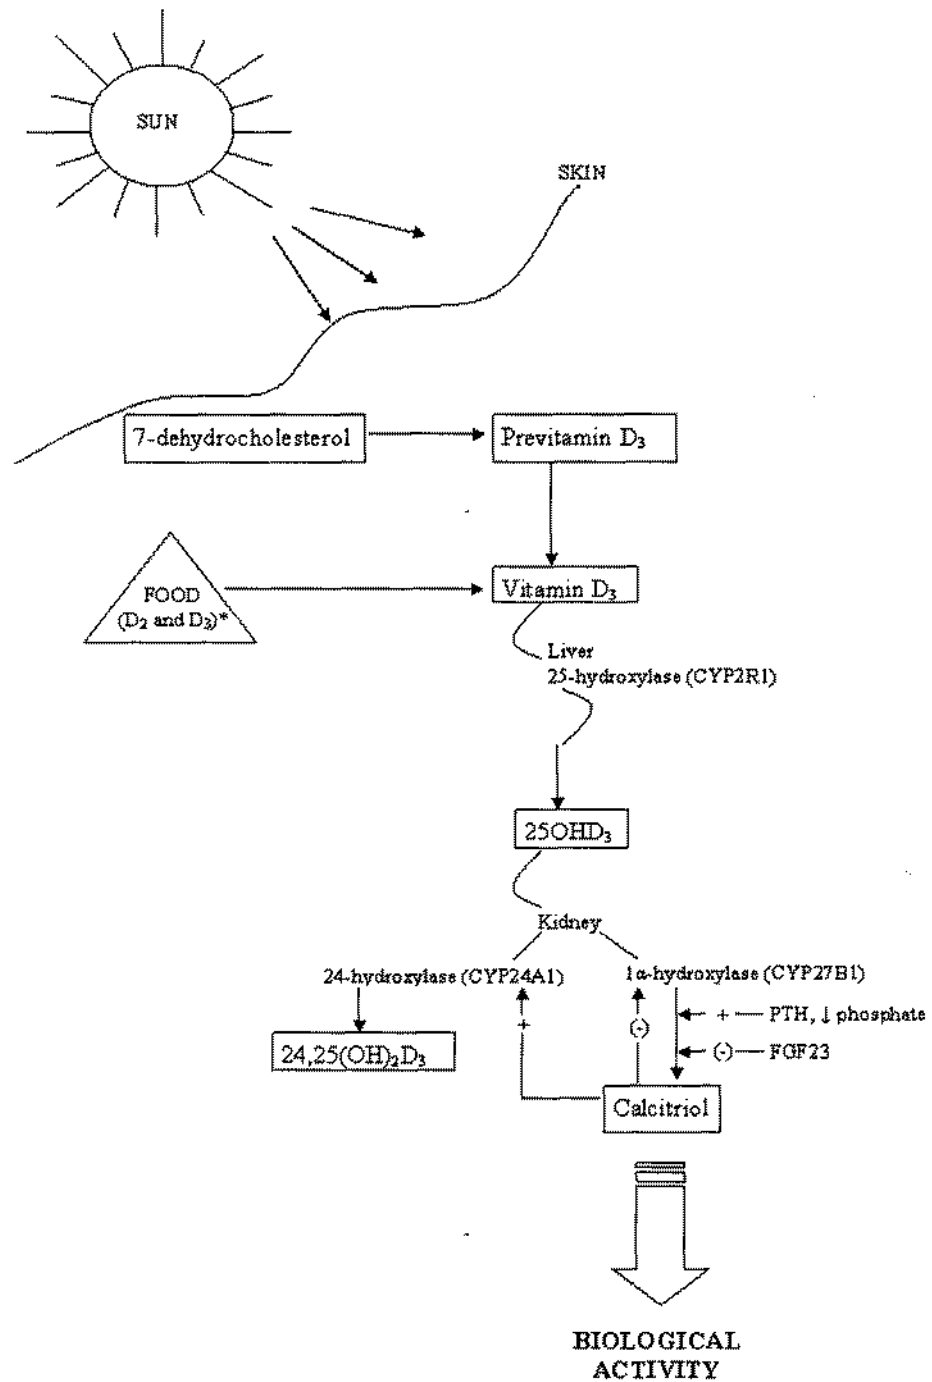 SUN
SKIN
7-dehydrocholesterol
Previtamin D₃
FOOD
(D₂ and D₃)*
Vitamin D₃
Liver
25-hydroxylase (CYP2R1)
25OHD₃
Kidney
24-hydroxylase (CYP24A1)
1α-hydroxylase (CYP27B1)
+ PTH, ↓ phosphate
(-) FGF23
+
(-)
24,25(OH)₂D₃
Calcitriol
BIOLOGICAL
ACTIVITY